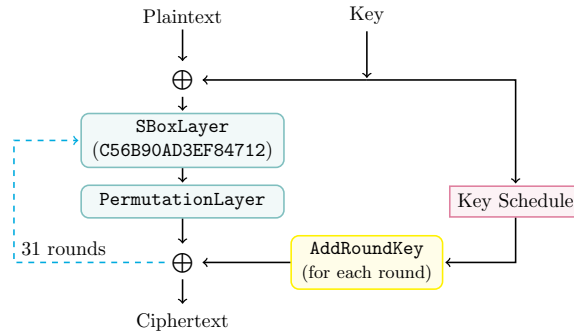 Plaintext
Key
SBoxLayer
(C56B90AD3EF84712)
PermutationLayer
Key Schedule
31 rounds
AddRoundKey
(for each round)
Ciphertext